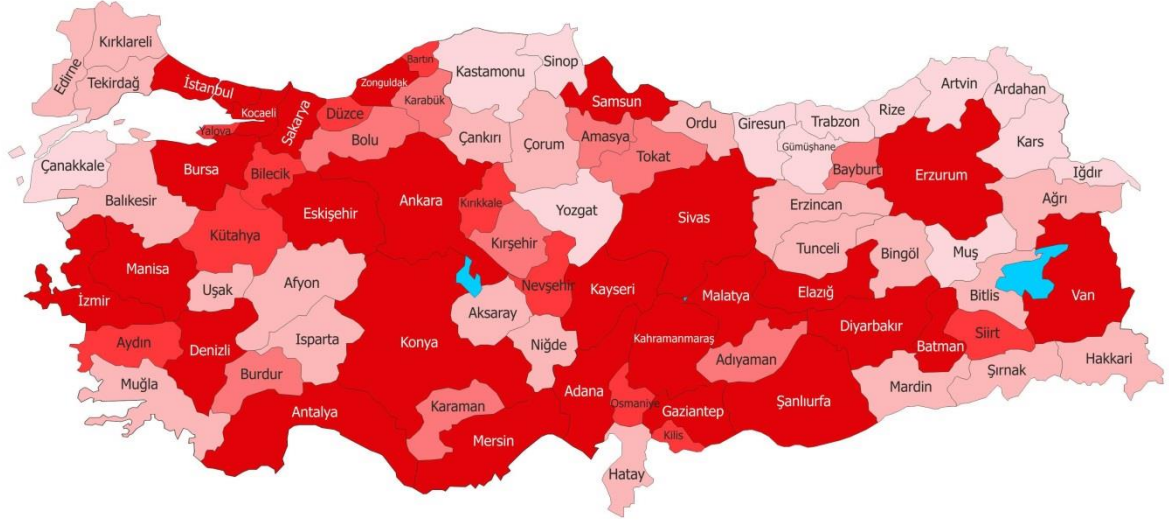 Kırklareli
Edirne
Tekirdağ
İstanbul
Kocaeli
Yalova
Sakarya
Düzce
Zonguldak
Bartın
Karabük
Kastamonu
Sinop
Samsun
Bolu
Çankırı
Çorum
Amasya
Tokat
Ordu
Giresun
Gümüşhane
Trabzon
Rize
Artvin
Ardahan
Kars
Iğdır
Bayburt
Erzurum
Ağrı
Çanakkale
Balıkesir
Bursa
Bilecik
Kütahya
Eskişehir
Ankara
Kırıkkale
Kırşehir
Yozgat
Sivas
Erzincan
Tunceli
Bingöl
Muş
Bitlis
Van
Manisa
İzmir
Uşak
Afyon
Aydın
Denizli
Isparta
Burdur
Muğla
Antalya
Konya
Aksaray
Nevşehir
Niğde
Kayseri
Malatya
Elazığ
Diyarbakır
Batman
Siirt
Şırnak
Hakkari
Mardin
Karaman
Mersin
Adana
Kahramanmaraş
Adıyaman
Osmaniye
Gaziantep
Kilis
Hatay
Şanlıurfa